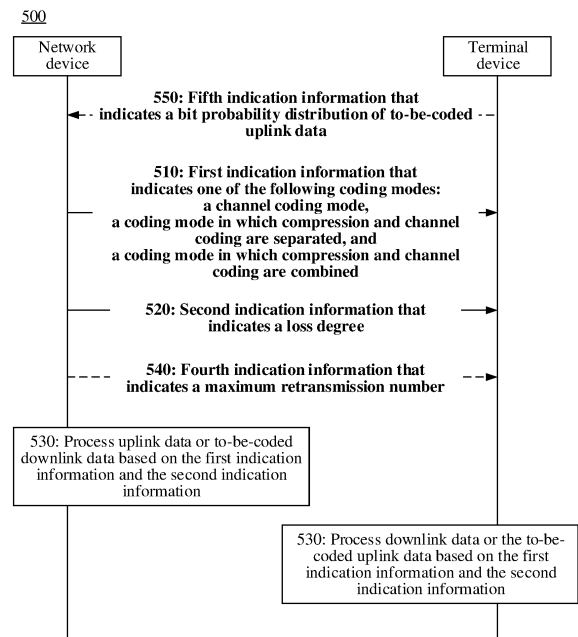 500
Network
device
Terminal
device
550: Fifth indication information that
indicates a bit probability distribution of to-be-coded
uplink data
510: First indication information that
indicates one of the following coding modes:
a channel coding mode,
a coding mode in which compression and channel
coding are separated, and
a coding mode in which compression and channel
coding are combined
520: Second indication information that
indicates a loss degree
540: Fourth indication information that
indicates a maximum retransmission number
530: Process uplink data or to-be-coded
downlink data based on the first indication
information and the second indication
information
530: Process downlink data or the to-be-
coded uplink data based on the first
indication information and the second
indication information